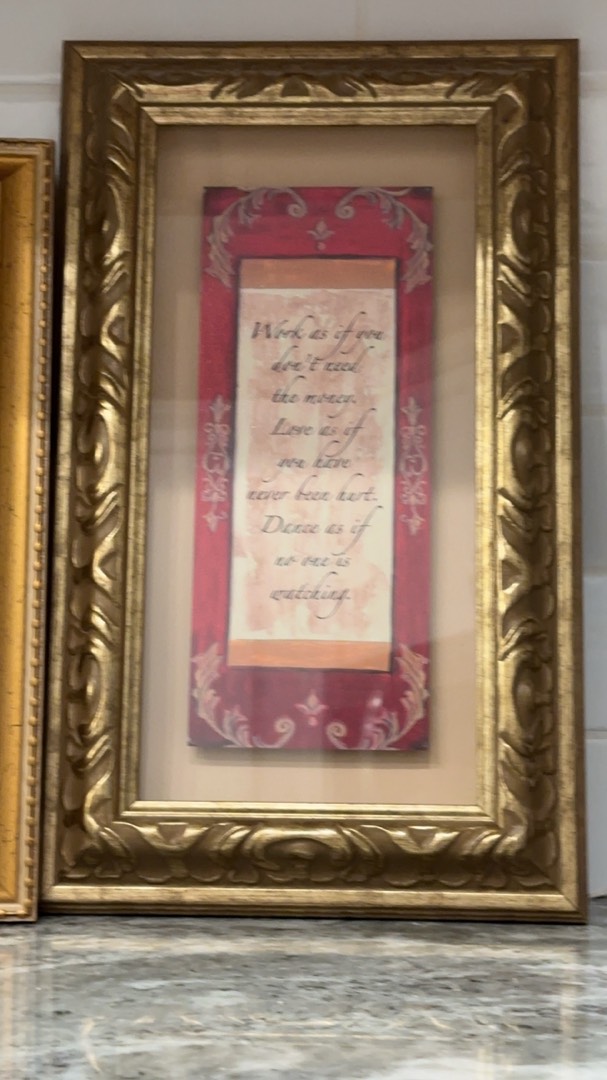 Work as if you
don't need
the money.
Love as if
you have
never been hurt.
Dance as if
no one is
watching.